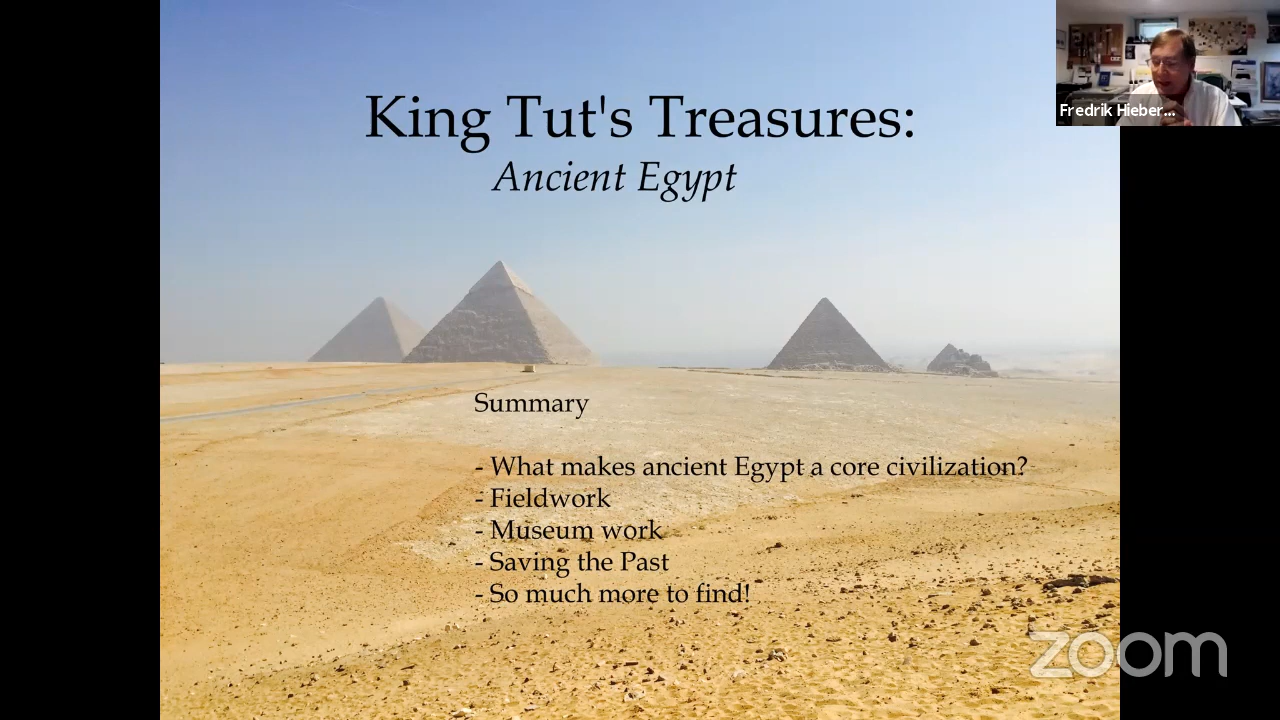 King Tut's Treasures:
Ancient Egypt
Fredrik Hieber...
Summary
- What makes ancient Egypt a core civilization?
- Fieldwork
- Museum work
- Saving the Past
- So much more to find!
zoom